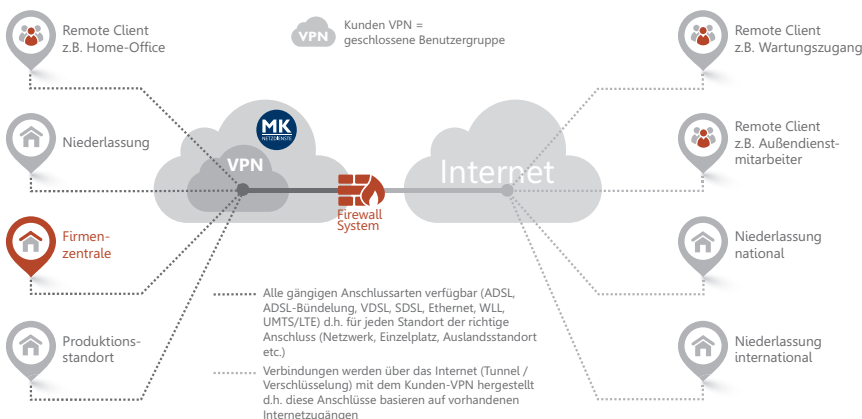 Remote Client
z.B. Home-Office
Niederlassung
Firmen-
zentrale
Produktions-
standort
VPN
Kunden VPN =
geschlossene Benutzergruppe
MK
NETZDIENSTE
VPN
Internet
Firewall
System
Alle gängigen Anschlussarten verfügbar (ADSL,
ADSL-Bündelung, VDSL, SDSL, Ethernet, WLL,
UMTS/LTE) d.h. für jeden Standort der richtige
Anschluss (Netzwerk, Einzelplatz, Auslandsstandort
etc.)
Verbindungen werden über das Internet (Tunnel /
Verschlüsselung) mit dem Kunden-VPN hergestellt
d.h. diese Anschlüsse basieren auf vorhandenen
Internetzugängen
Remote Client
z.B. Wartungszugang
Remote Client
z.B. Außendienst-
mitarbeiter
Niederlassung
national
Niederlassung
international